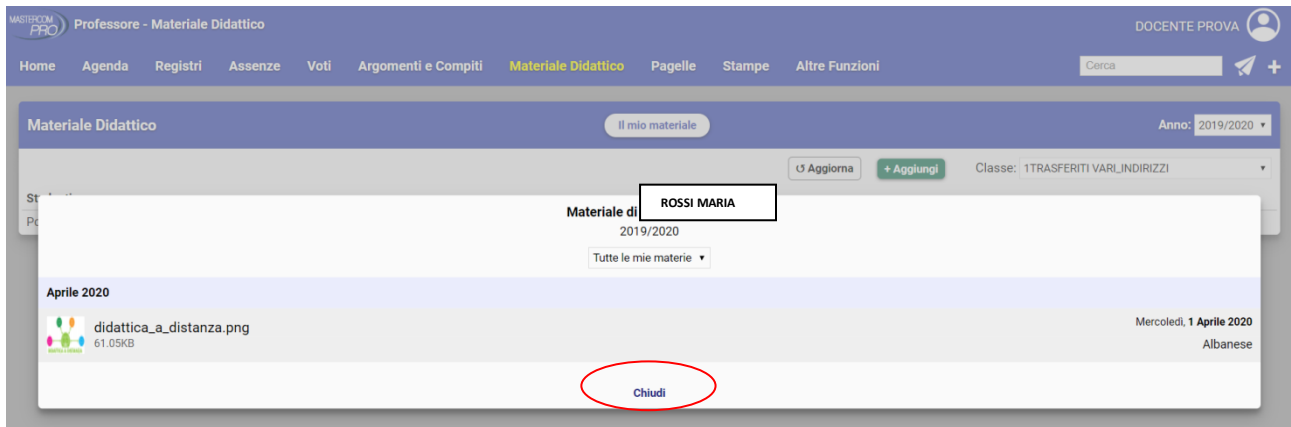 MASTERCOM PRO Professore - Materiale Didattico DOCENTE PROVA
Home Agenda Registri Assenze Voti Argomenti e Compiti Materiale Didattico Pagelle Stampe Altre Funzioni Cerca +
Materiale Didattico Il mio materiale Anno: 2019/2020
Aggiorna + Aggiungi Classe: 1TRASFERITI VARI_INDIRIZZI
Materiale di ROSSI MARIA
2019/2020
Tutte le mie materie
Aprile 2020
didattica_a_distanza.png Mercoledì, 1 Aprile 2020
61.05KB Albanese
Chiudi